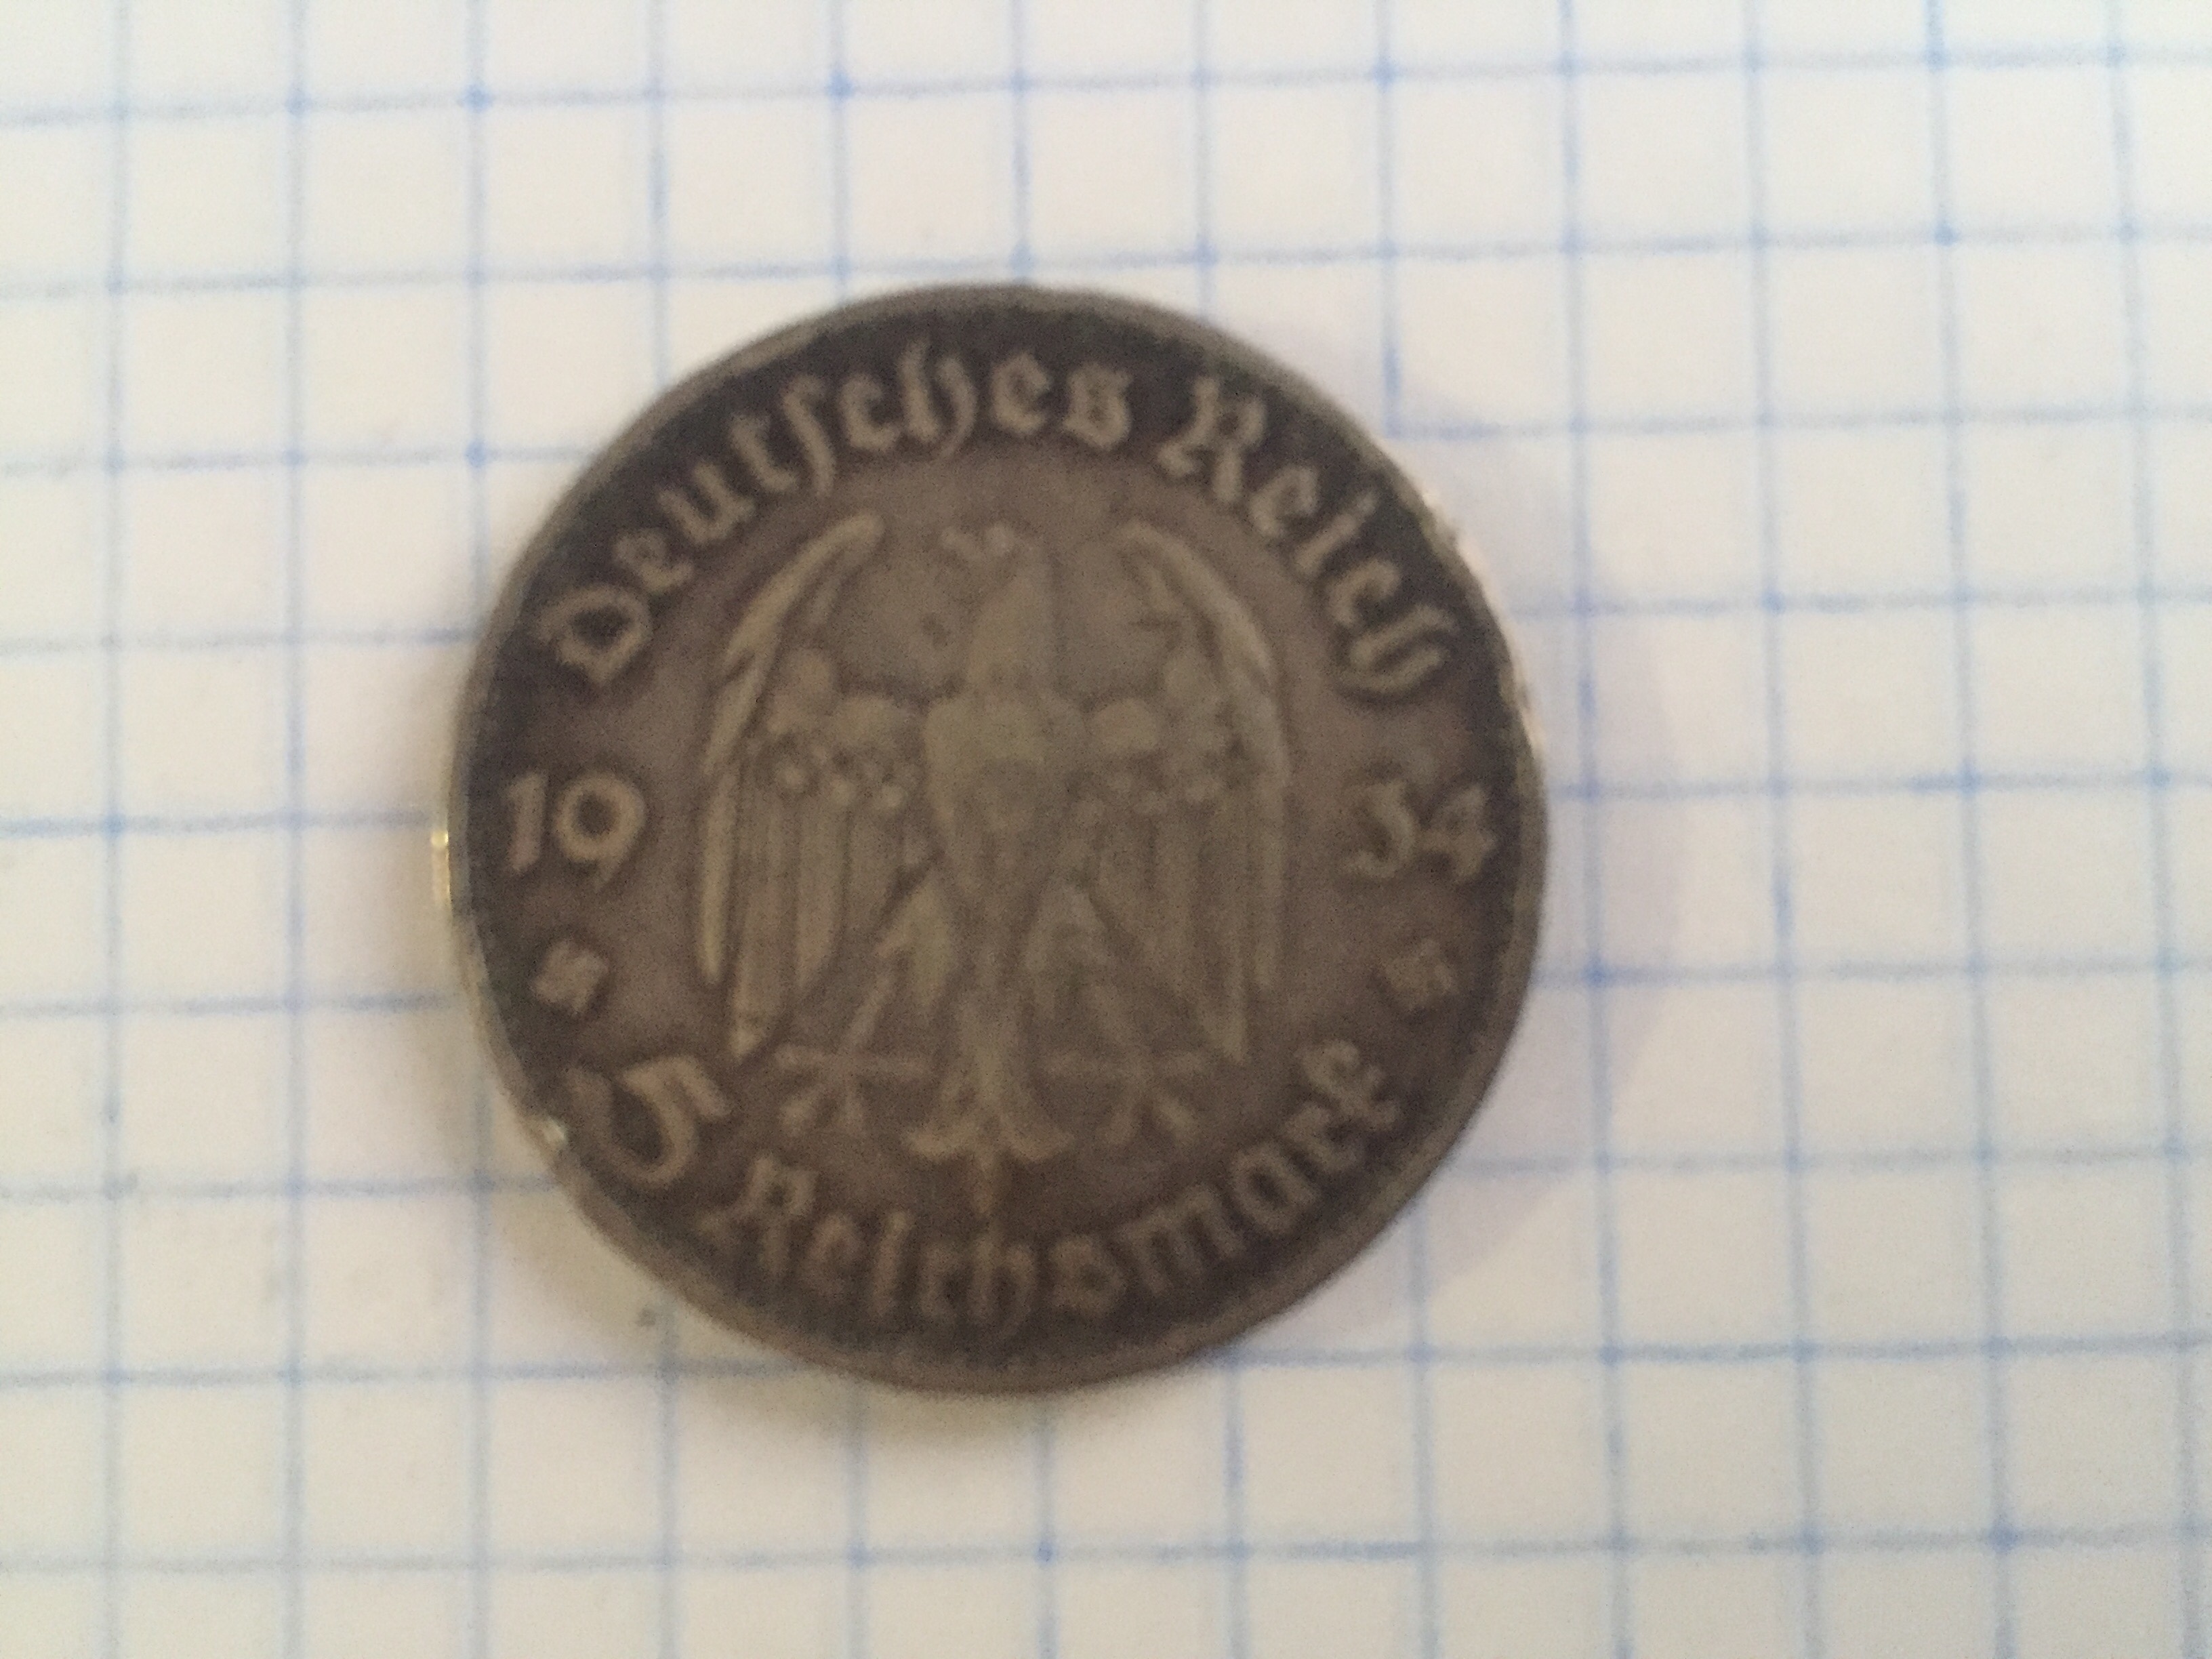 Deutsches Reich
1934
5 Reichsmark